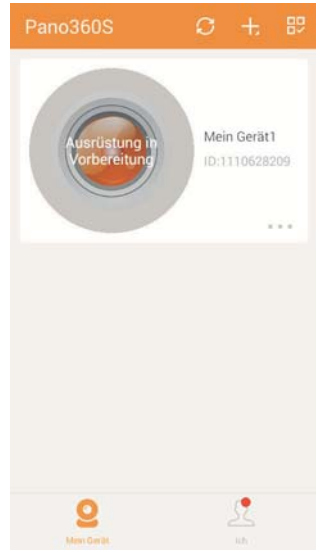 Pano360S
Ausrüstung in
Vorbereitung
Mein Gerät1
ID:1110628209
Mein Gerät
Ich